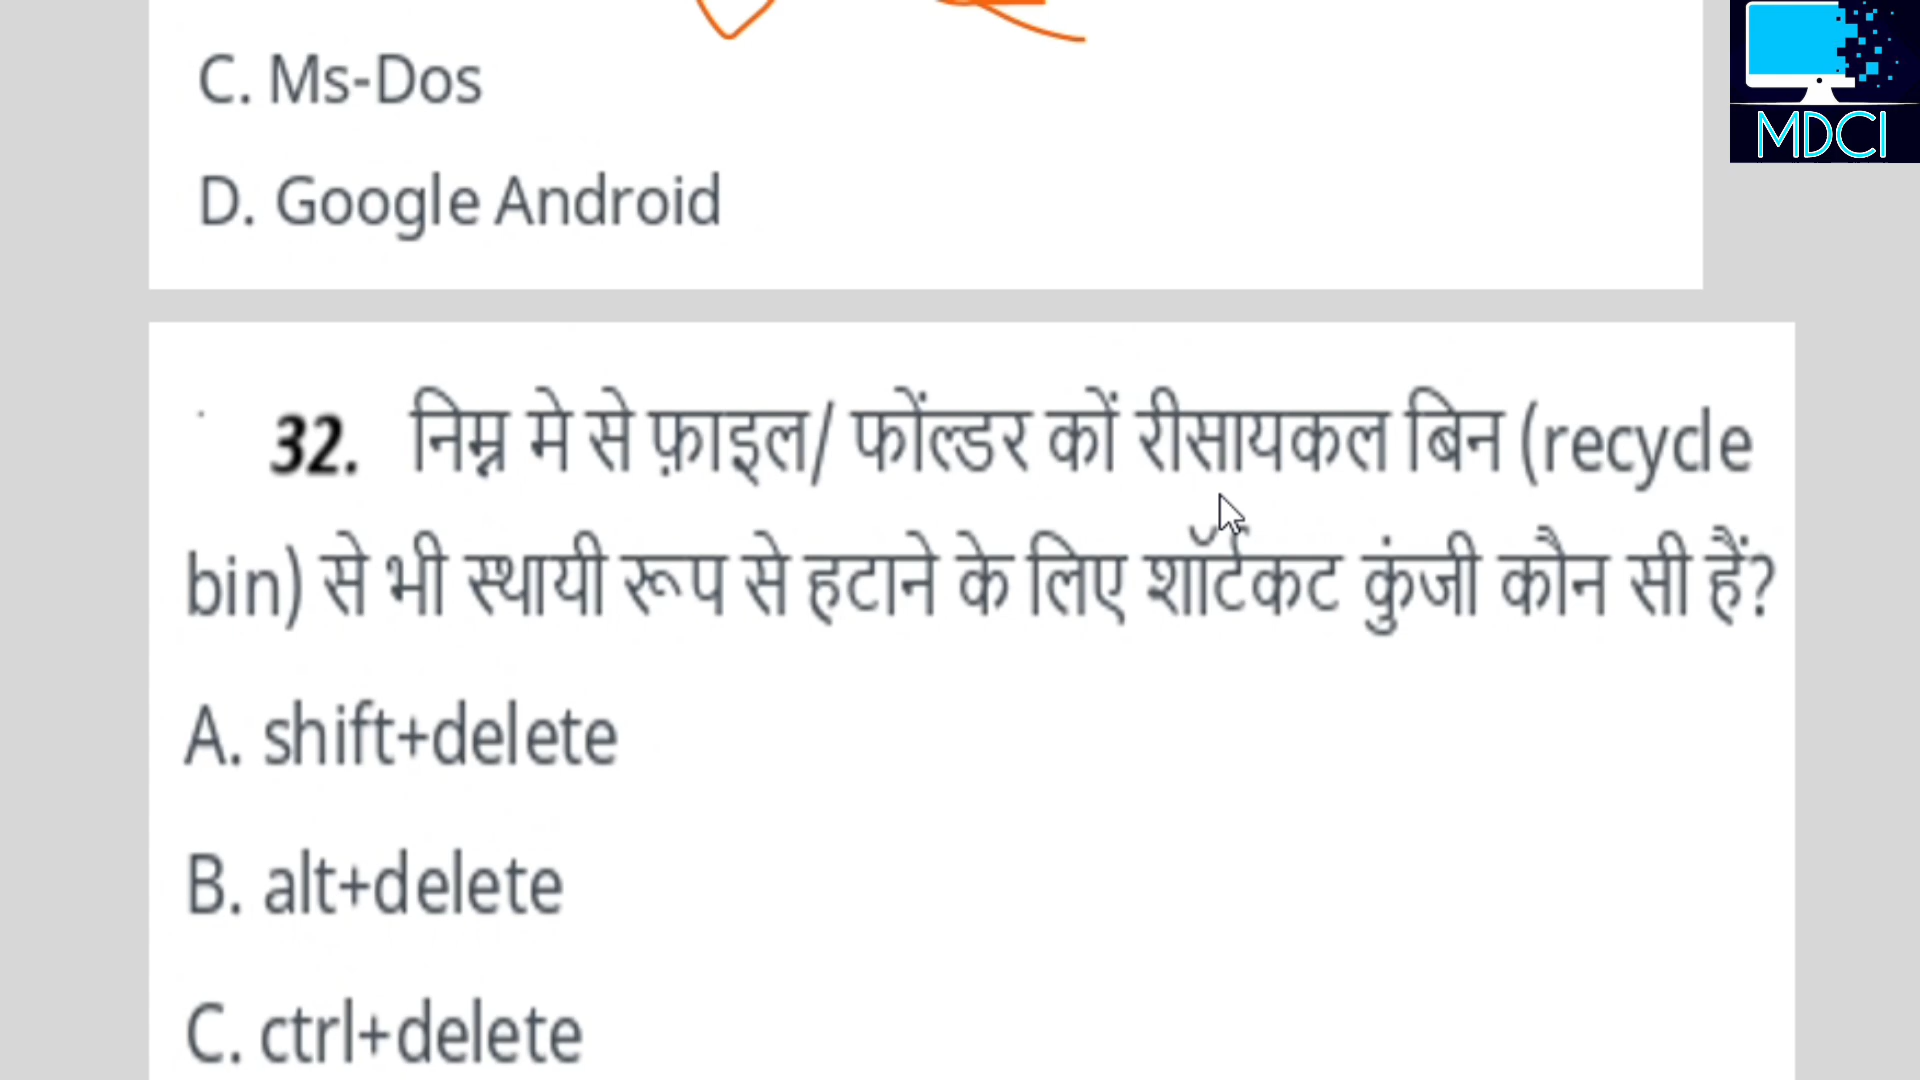 C. Ms-Dos
MDCI
D. Google Android
32. निम्न मे से फ़ाइल/ फोंल्डर कों रीसायकल बिन (recycle
bin) से भी स्थायी रूप से हटाने के लिए शॉर्टकट कुंजी कौन सी हैं?
A. shift+delete
B. alt+delete
C. ctrl+delete